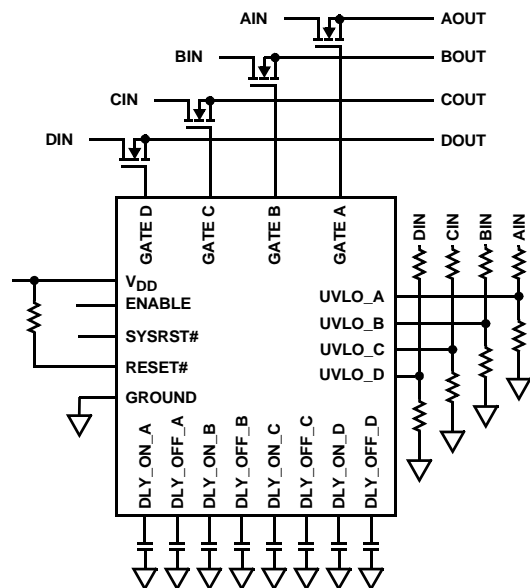 AIN AOUT
BIN BOUT
CIN COUT
DIN DOUT
GATE D GATE C GATE B GATE A
DIN CIN BIN AIN
VDD
ENABLE
SYSRST#
RESET#
GROUND
UVLO_A
UVLO_B
UVLO_C
UVLO_D
DLY_ON_A DLY_OFF_A DLY_ON_B DLY_OFF_B DLY_ON_C DLY_OFF_C DLY_ON_D DLY_OFF_D